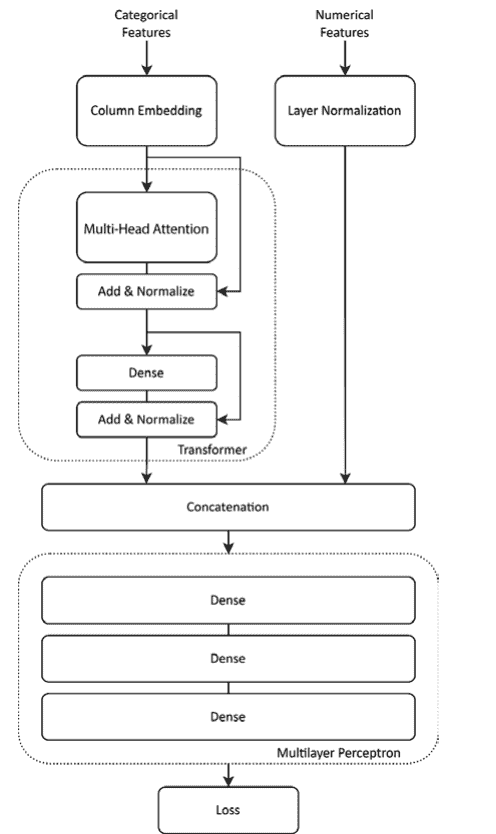 Categorical
Features
Numerical
Features
Column Embedding
Layer Normalization
Multi-Head Attention
Add & Normalize
Dense
Add & Normalize
Transformer
Concatenation
Dense
Dense
Dense
Multilayer Perceptron
Loss